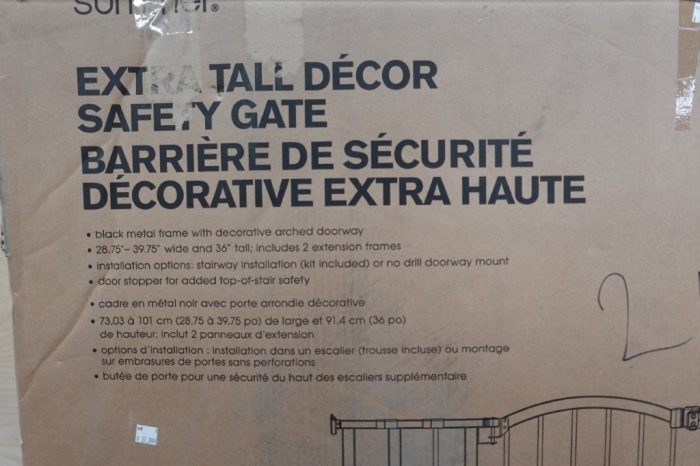 summer®
EXTRA TALL DÉCOR
SAFETY GATE
BARRIÈRE DE SÉCURITÉ
DÉCORATIVE EXTRA HAUTE
• black metal frame with decorative arched doorway
• 28.75"– 39.75" wide and 36" tall; includes 2 extension frames
• installation options: stairway installation (kit included) or no drill doorway mount
• door stopper for added top-of-stair safety
• cadre en métal noir avec porte arrondie décorative
• 73,03 à 101 cm (28.75 à 39,75 po) de large et 91.4 cm (36 po)
de hauteur; inclut 2 panneaux d'extension
• options d'installation : installation dans un escalier (trousse incluse) ou montage
sur embrasures de portes sans perforations
• butée de porte pour une sécurité du haut des escaliers supplémentaire
2